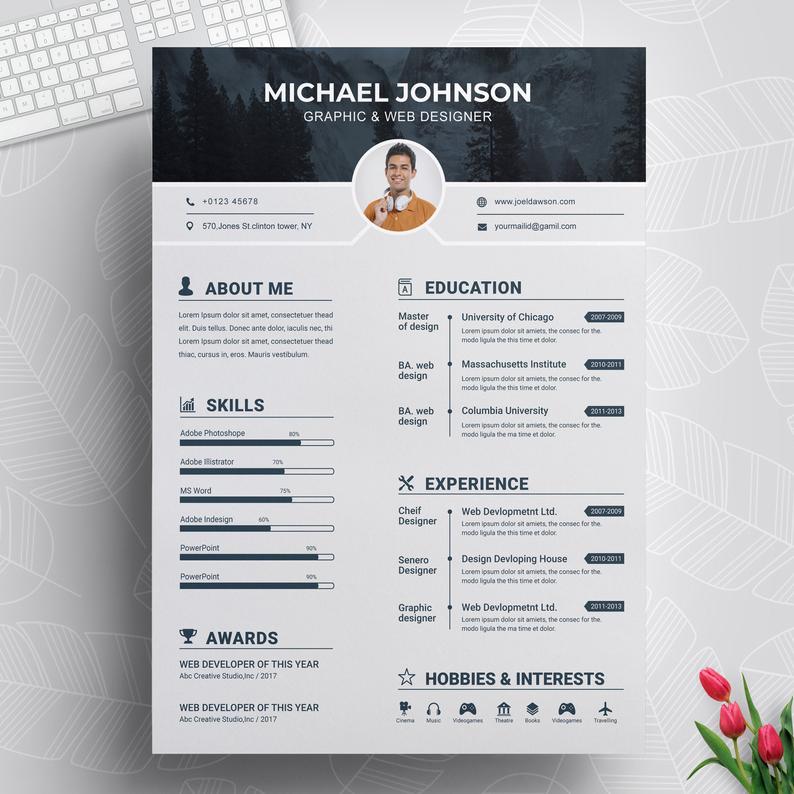 MICHAEL JOHNSON
GRAPHIC & WEB DESIGNER
+0123 45678
570,Jones St.clinton tower, NY
www.joeldawson.com
yourmailid@gamil.com
ABOUT ME
Lorem Ipsum dolor sit amet, consectetuer thead
elit. Duis tellus. Donec ante dolor, iaculis nec, thi
Lorem Ipsum dolor sit amet, consectetuer thead
thiac, cursus in, eros. Mauris vestibulum.
SKILLS
Adobe Photoshope 80%
Adobe Illistrator 70%
MS Word 75%
Adobe Indesign 60%
PowerPoint 90%
PowerPoint 90%
AWARDS
WEB DEVELOPER OF THIS YEAR
Abc Creative Studio,Inc / 2017
WEB DEVELOPER OF THIS YEAR
Abc Creative Studio,Inc / 2017
A
EDUCATION
Master
of design
University of Chicago 2007-2009
Lorem ipsum dolor sit amiets, the consec for the.
modo ligula the this time et dolor.
BA. web
design
Massachusetts Institute 2010-2011
Lorem ipsum dolor sit amiets, the consec for the.
modo ligula the this time et dolor.
BA. web
design
Columbia University 2011-2013
Lorem ipsum dolor sit amiets, the consec for the.
modo ligula the ma time et dolor.
EXPERIENCE
Cheif
Designer
Web Devlopmetnt Ltd. 2007-2009
Lorem ipsum dolor sit amiets, the consec for the.
modo ligula the this time et dolor.
Senero
Designer
Design Devloping House 2010-2011
Lorem ipsum dolor sit amiets, the consec for the.
modo ligula the this time et dolor.
Graphic
designer
Web Devlopmetnt Ltd. 2011-2013
Lorem ipsum dolor sit amiets, the consec for the.
modo ligula the ma time et dolor.
HOBBIES & INTERESTS
Cinema
Music
Videogames
Theatre
Books
Videogames
Travelling